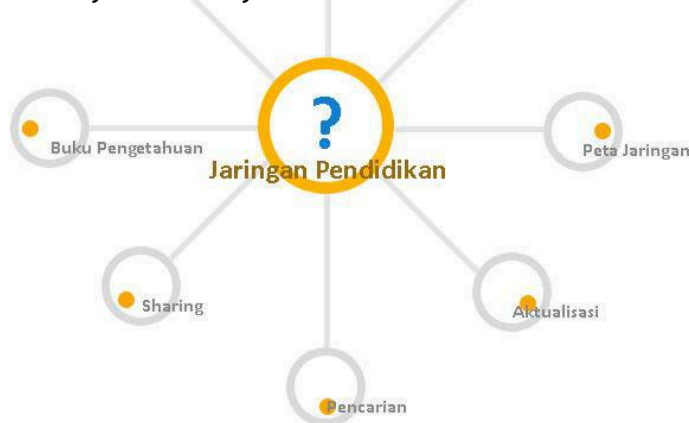 ?
Buku Pengetahuan
Jaringan Pendidikan
Peta Jaringan
Sharing
Aktualisasi
Pencarian